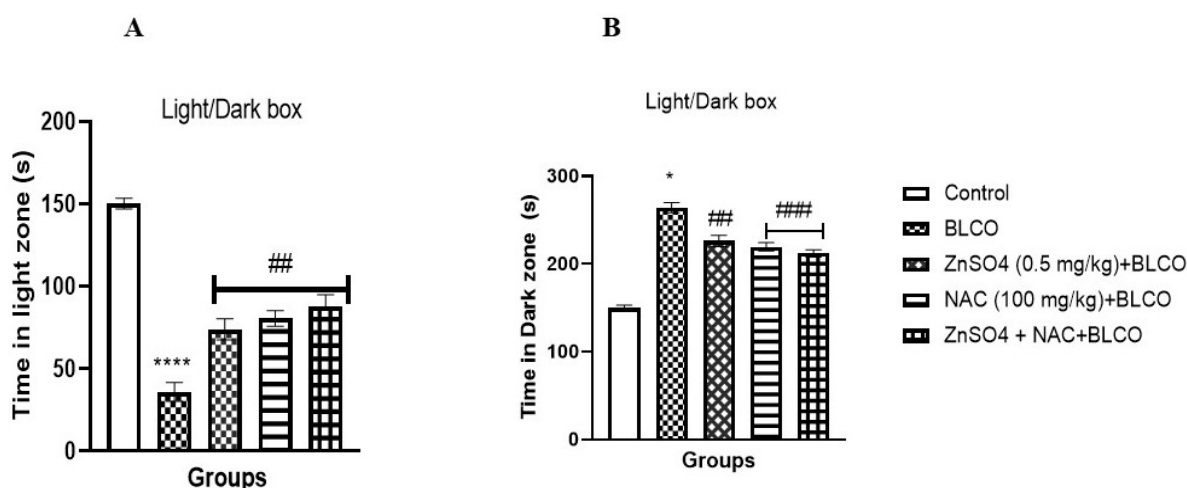 A
Light/Dark box
Time in light zone (s)
200
150
100
50
0
****
##
Groups
B
Light/Dark box
Time in Dark zone (s)
300
200
100
0
*
##
###
Groups
Control
BLCO
ZnSO4 (0.5 mg/kg)+BLCO
NAC (100 mg/kg)+BLCO
ZnSO4 + NAC+BLCO